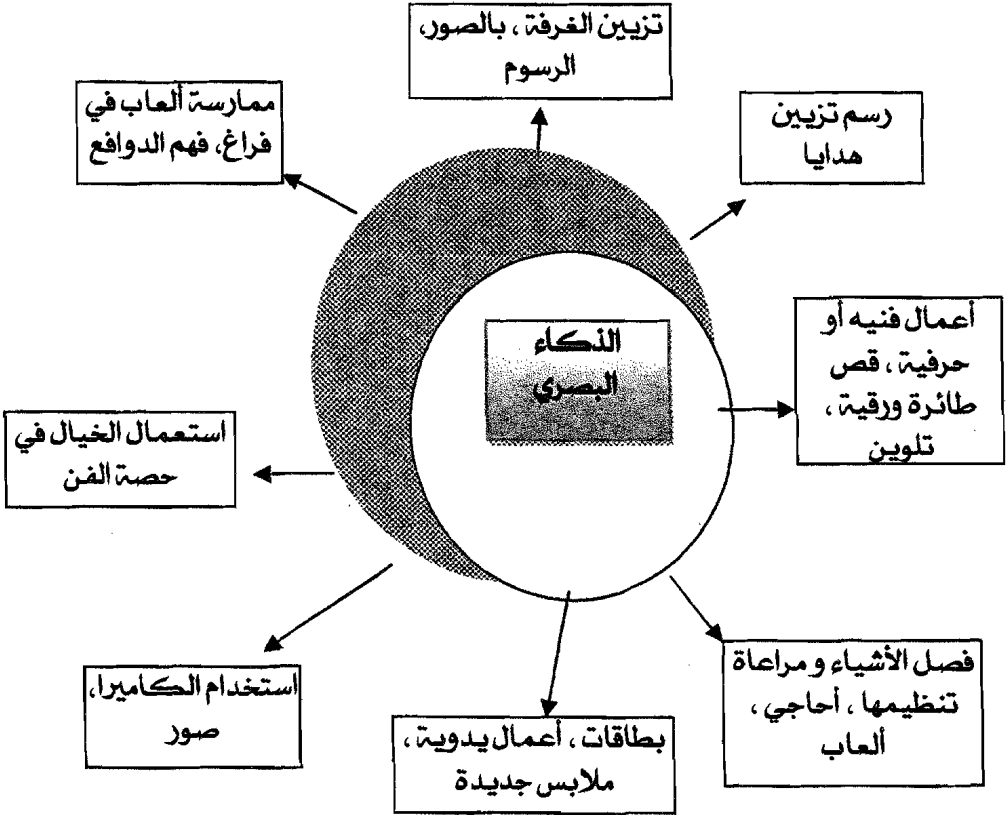 تزيين الغرفة، بالصور،
الرسوم
رسم تزيين
هدايا
ممارسة ألعاب في
فراغ، فهم الدوافع
أعمال فنيه أو
حرفية، قص
طائرة ورقية،
تلوين
الذكاء
البصري
استعمال الخيال في
حصة الفن
فصل الأشياء و مراعاة
تنظيمها، أحاجي،
ألعاب
استخدام الكاميرا،
صور
بطاقات، أعمال يدوية،
ملابس جديدة